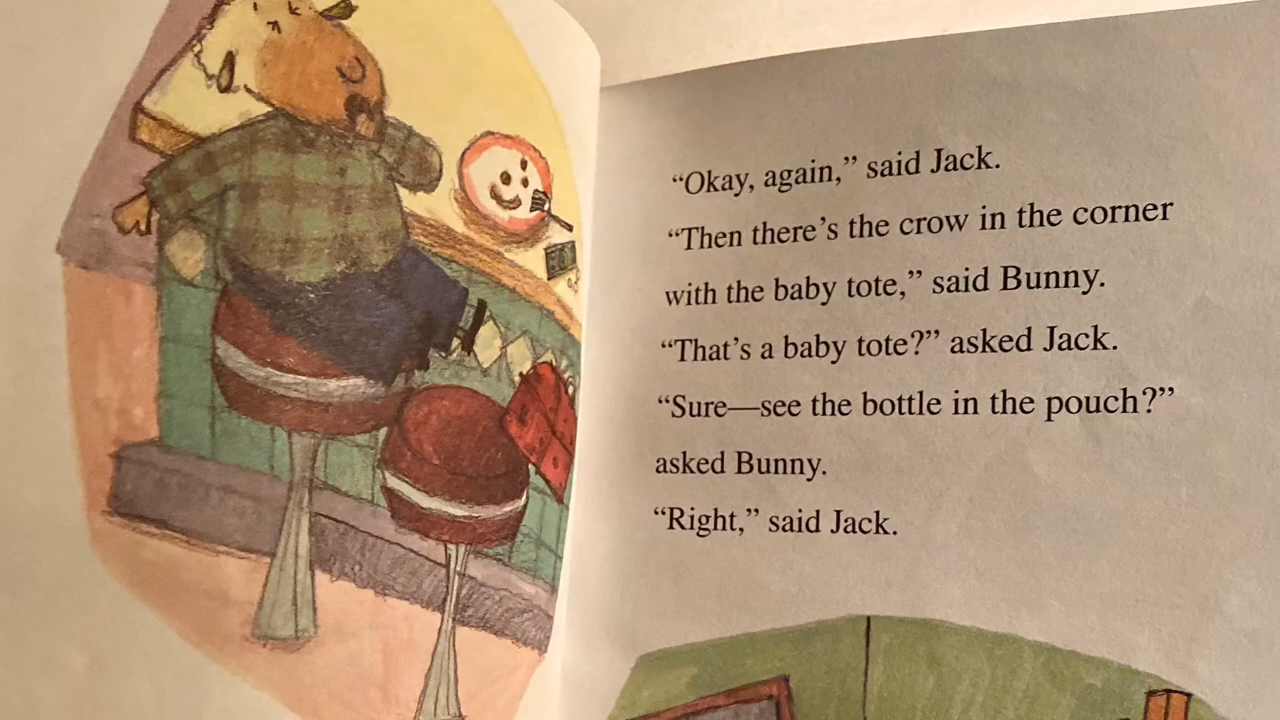 “Okay, again,” said Jack.
“Then there’s the crow in the corner
with the baby tote,” said Bunny.
“That’s a baby tote?” asked Jack.
“Sure—see the bottle in the pouch?”
asked Bunny.
“Right,” said Jack.